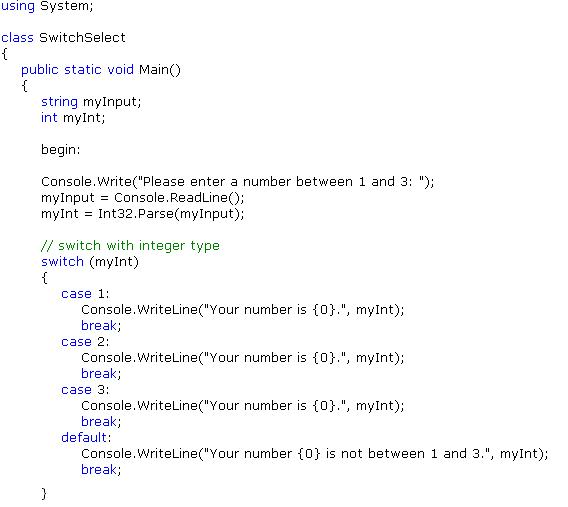 using System;
class SwitchSelect
{
public static void Main()
{
string myInput;
int myInt;
begin:
Console.Write("Please enter a number between 1 and 3: ");
myInput = Console.ReadLine();
myInt = Int32.Parse(myInput);
// switch with integer type
switch (myInt)
{
case 1:
Console.WriteLine("Your number is {0}.", myInt);
break;
case 2:
Console.WriteLine("Your number is {0}.", myInt);
break;
case 3:
Console.WriteLine("Your number is {0}.", myInt);
break;
default:
Console.WriteLine("Your number {0} is not between 1 and 3.", myInt);
break;
}